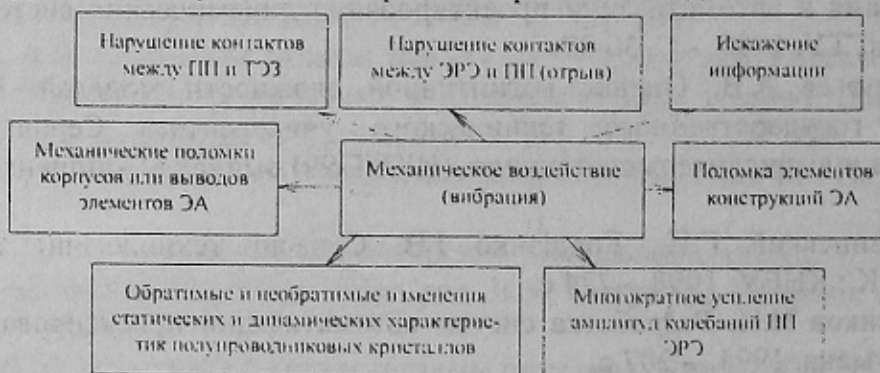 Нарушение контактов
между ПП и ТЭЗ
Нарушение контактов
между ЭРЭ и ПП (отрыв)
Искажение
информации
Механические поломки
корпусов или выводов
элементов ЭА
Механическое воздействие
(вибрация)
Поломка элементов
конструкций ЭА
Обратимые и необратимые изменения
статических и динамических характерис-
тик полупроводниковых кристаллов
Многократное усиление
амплитуд колебаний ПП
ЭРЭ